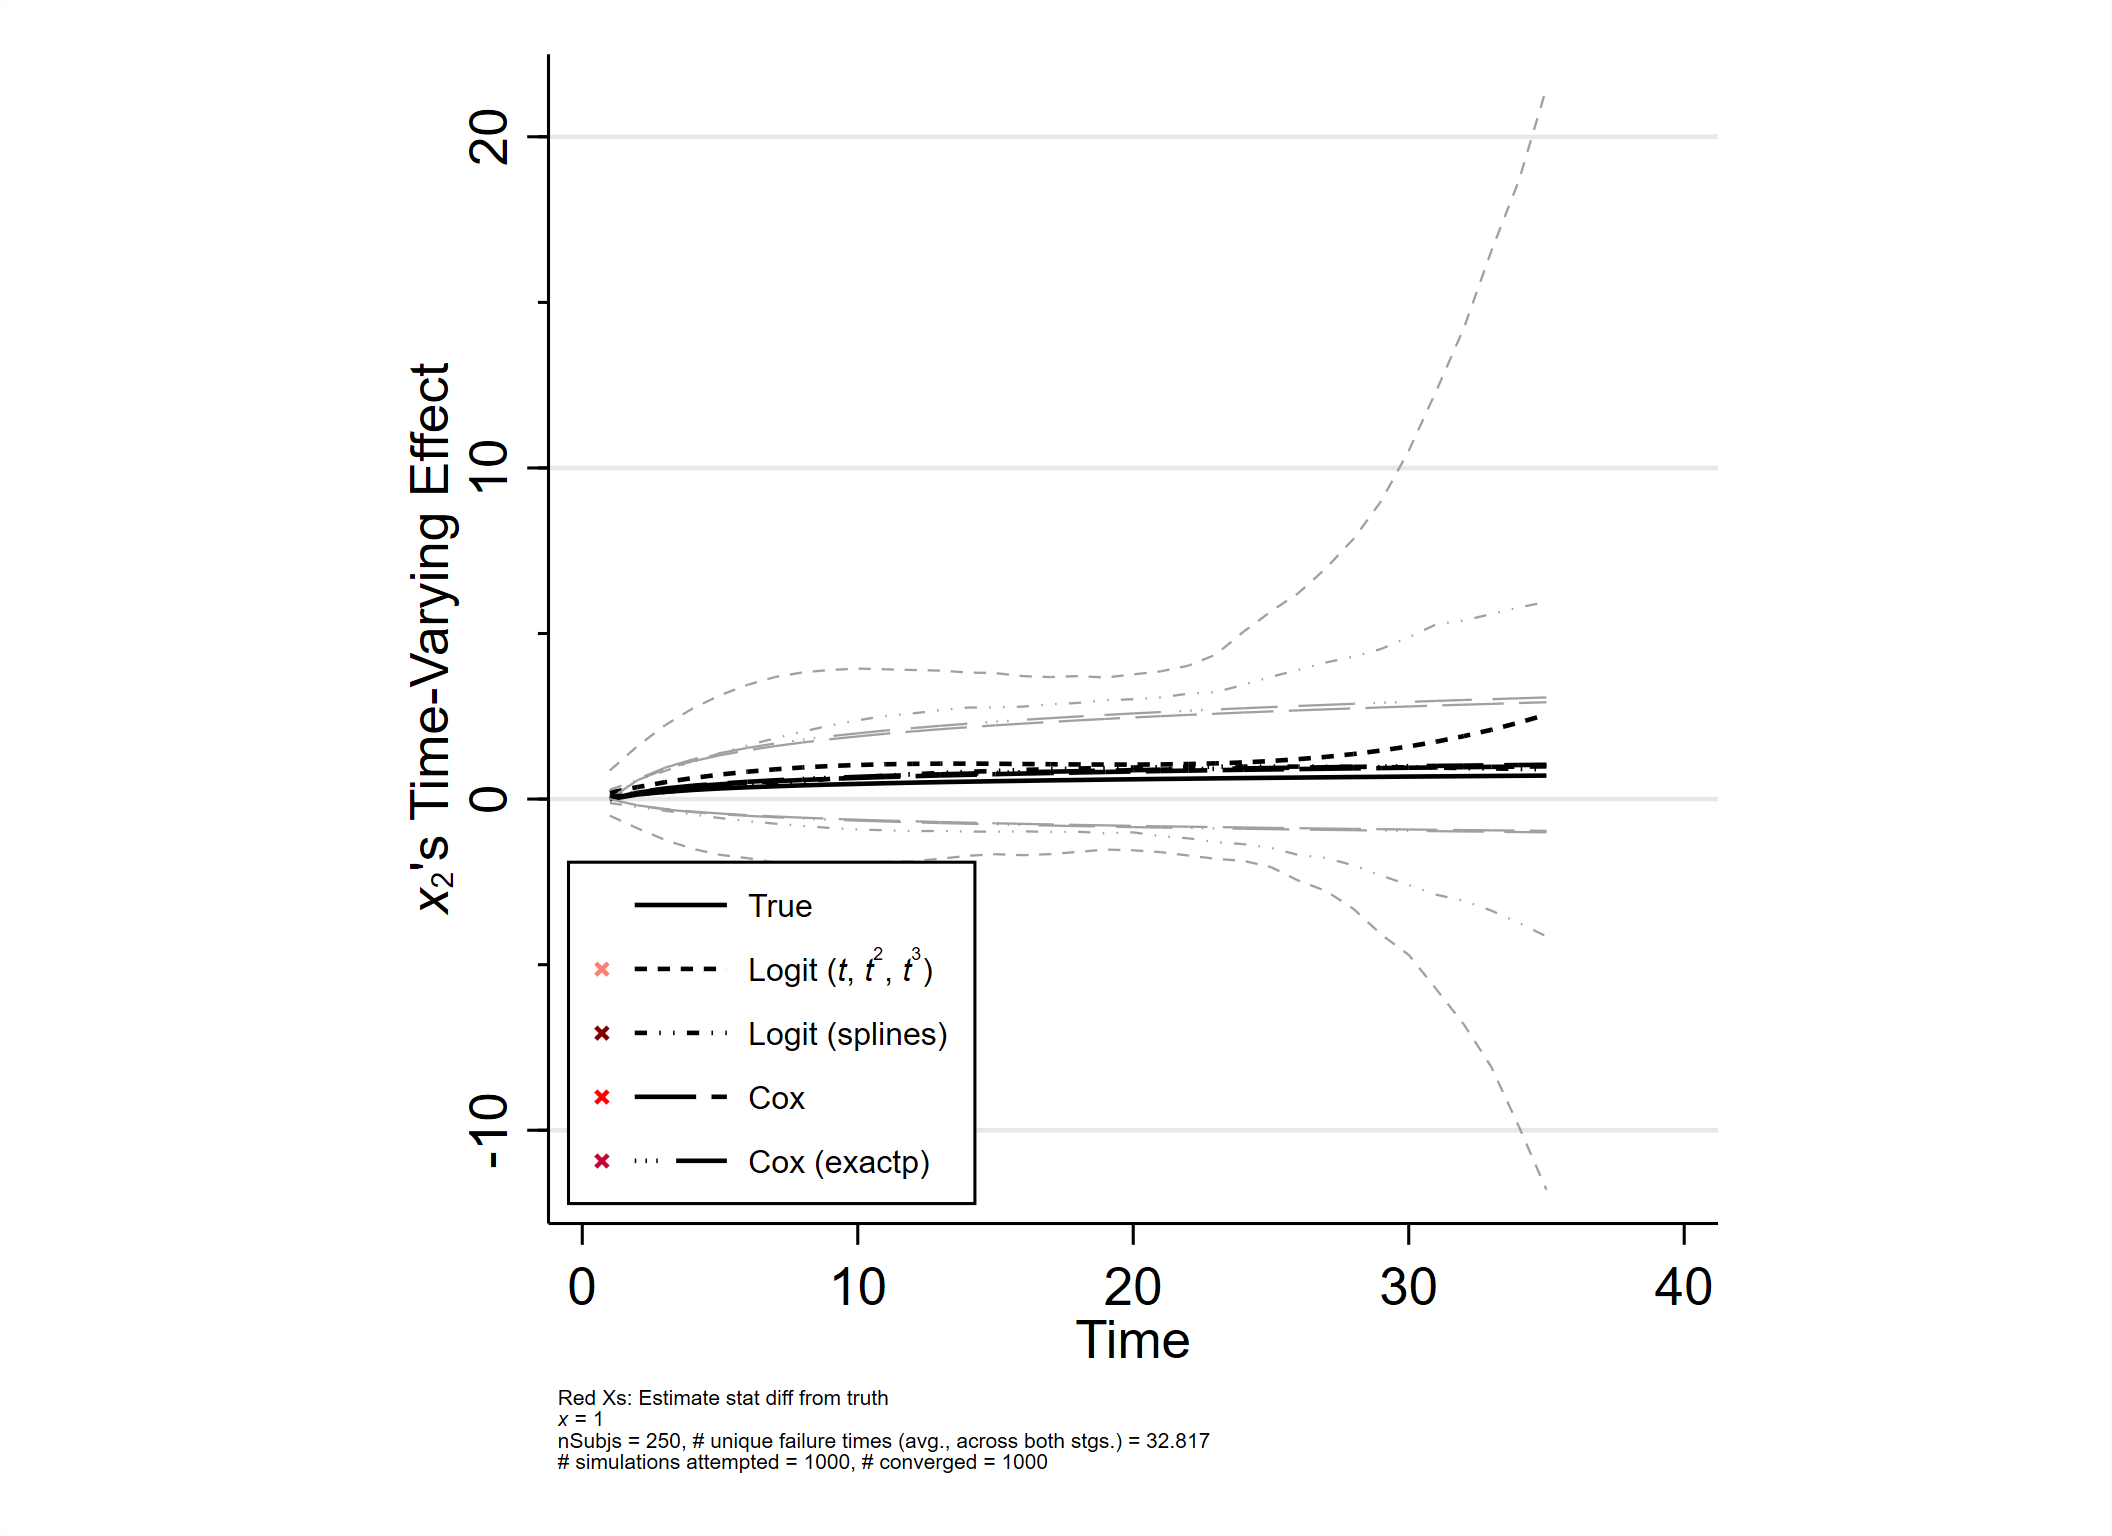 x2's Time-Varying Effect
20
10
0
-10
True
Logit (t, t², t³)
Logit (splines)
Cox
Cox (exactp)
0 10 20 30 40
Time
Red Xs: Estimate stat diff from truth
x = 1
nSubjs = 250, # unique failure times (avg., across both stgs.) = 32.817
# simulations attempted = 1000, # converged = 1000